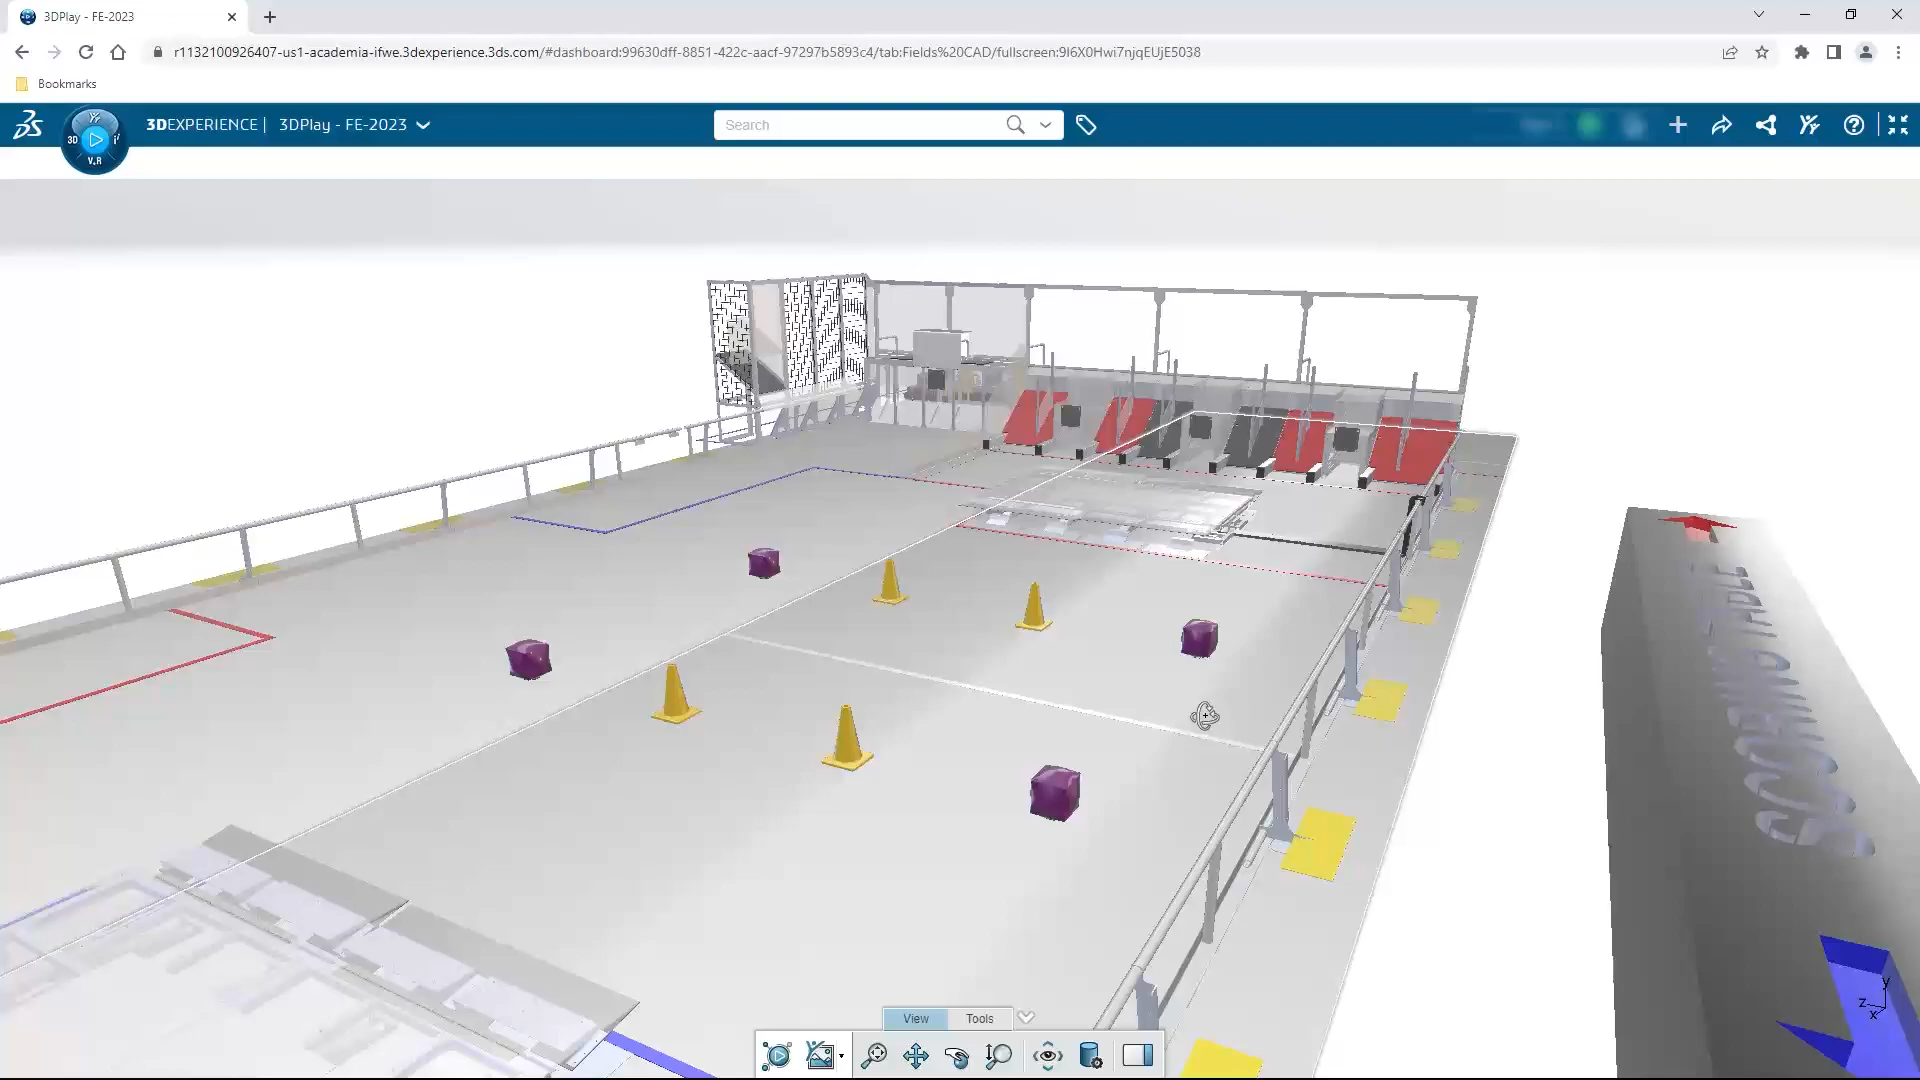 3DPlay - FE-2023
r1132100926407-us1-academia-ifwe.3dexperience.3ds.com/#dashboard:99630dff-8851-422c-aacf-97297b5893c4/tab:Fields%20CAD/fullscreen:9I6X0Hwi7njqEUjE5038
Bookmarks
3DEXPERIENCE | 3DPlay - FE-2023
Search
3D
V.R
View
Tools
y
z
x